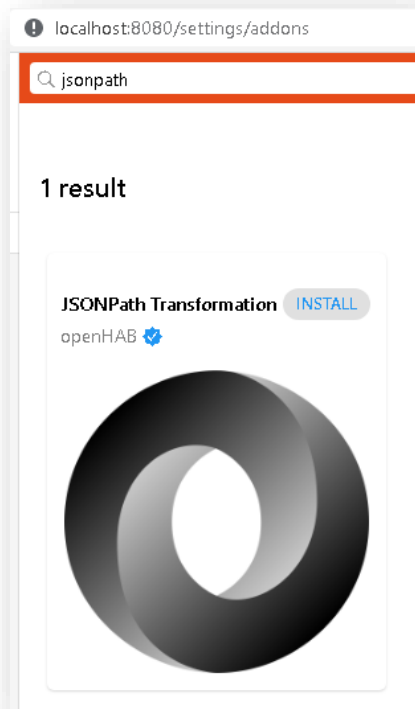 localhost:8080/settings/addons
jsonpath
1 result
JSONPath Transformation INSTALL
openHAB